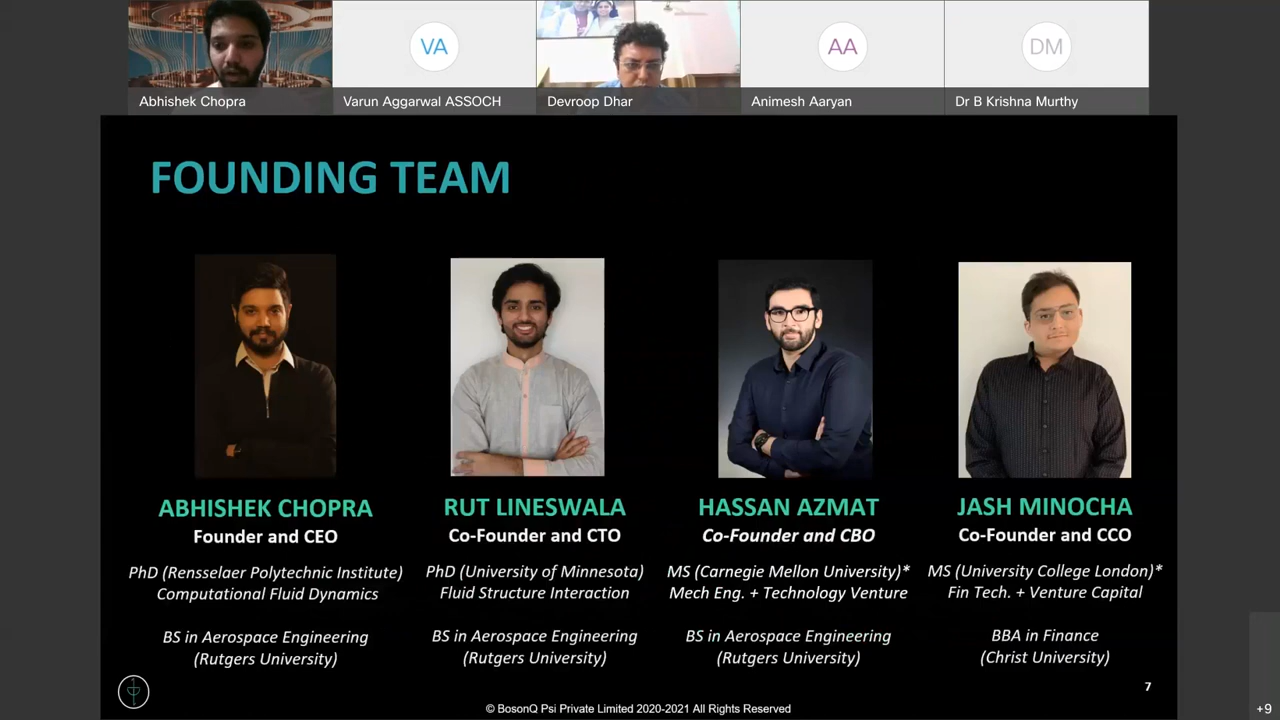 VA
AA
DM
Abhishek Chopra
Varun Aggarwal ASSOCH
Devroop Dhar
Animesh Aaryan
Dr B Krishna Murthy
FOUNDING TEAM
ABHISHEK CHOPRA
Founder and CEO
PhD (Rensselaer Polytechnic Institute)
Computational Fluid Dynamics
BS in Aerospace Engineering
(Rutgers University)
RUT LINESWALA
Co-Founder and CTO
PhD (University of Minnesota)
Fluid Structure Interaction
BS in Aerospace Engineering
(Rutgers University)
HASSAN AZMAT
Co-Founder and CBO
MS (Carnegie Mellon University)*
Mech Eng. + Technology Venture
BS in Aerospace Engineering
(Rutgers University)
JASH MINOCHA
Co-Founder and CCO
MS (University College London)*
Fin Tech. + Venture Capital
BBA in Finance
(Christ University)
7
© BosonQ Psi Private Limited 2020-2021 All Rights Reserved
+9